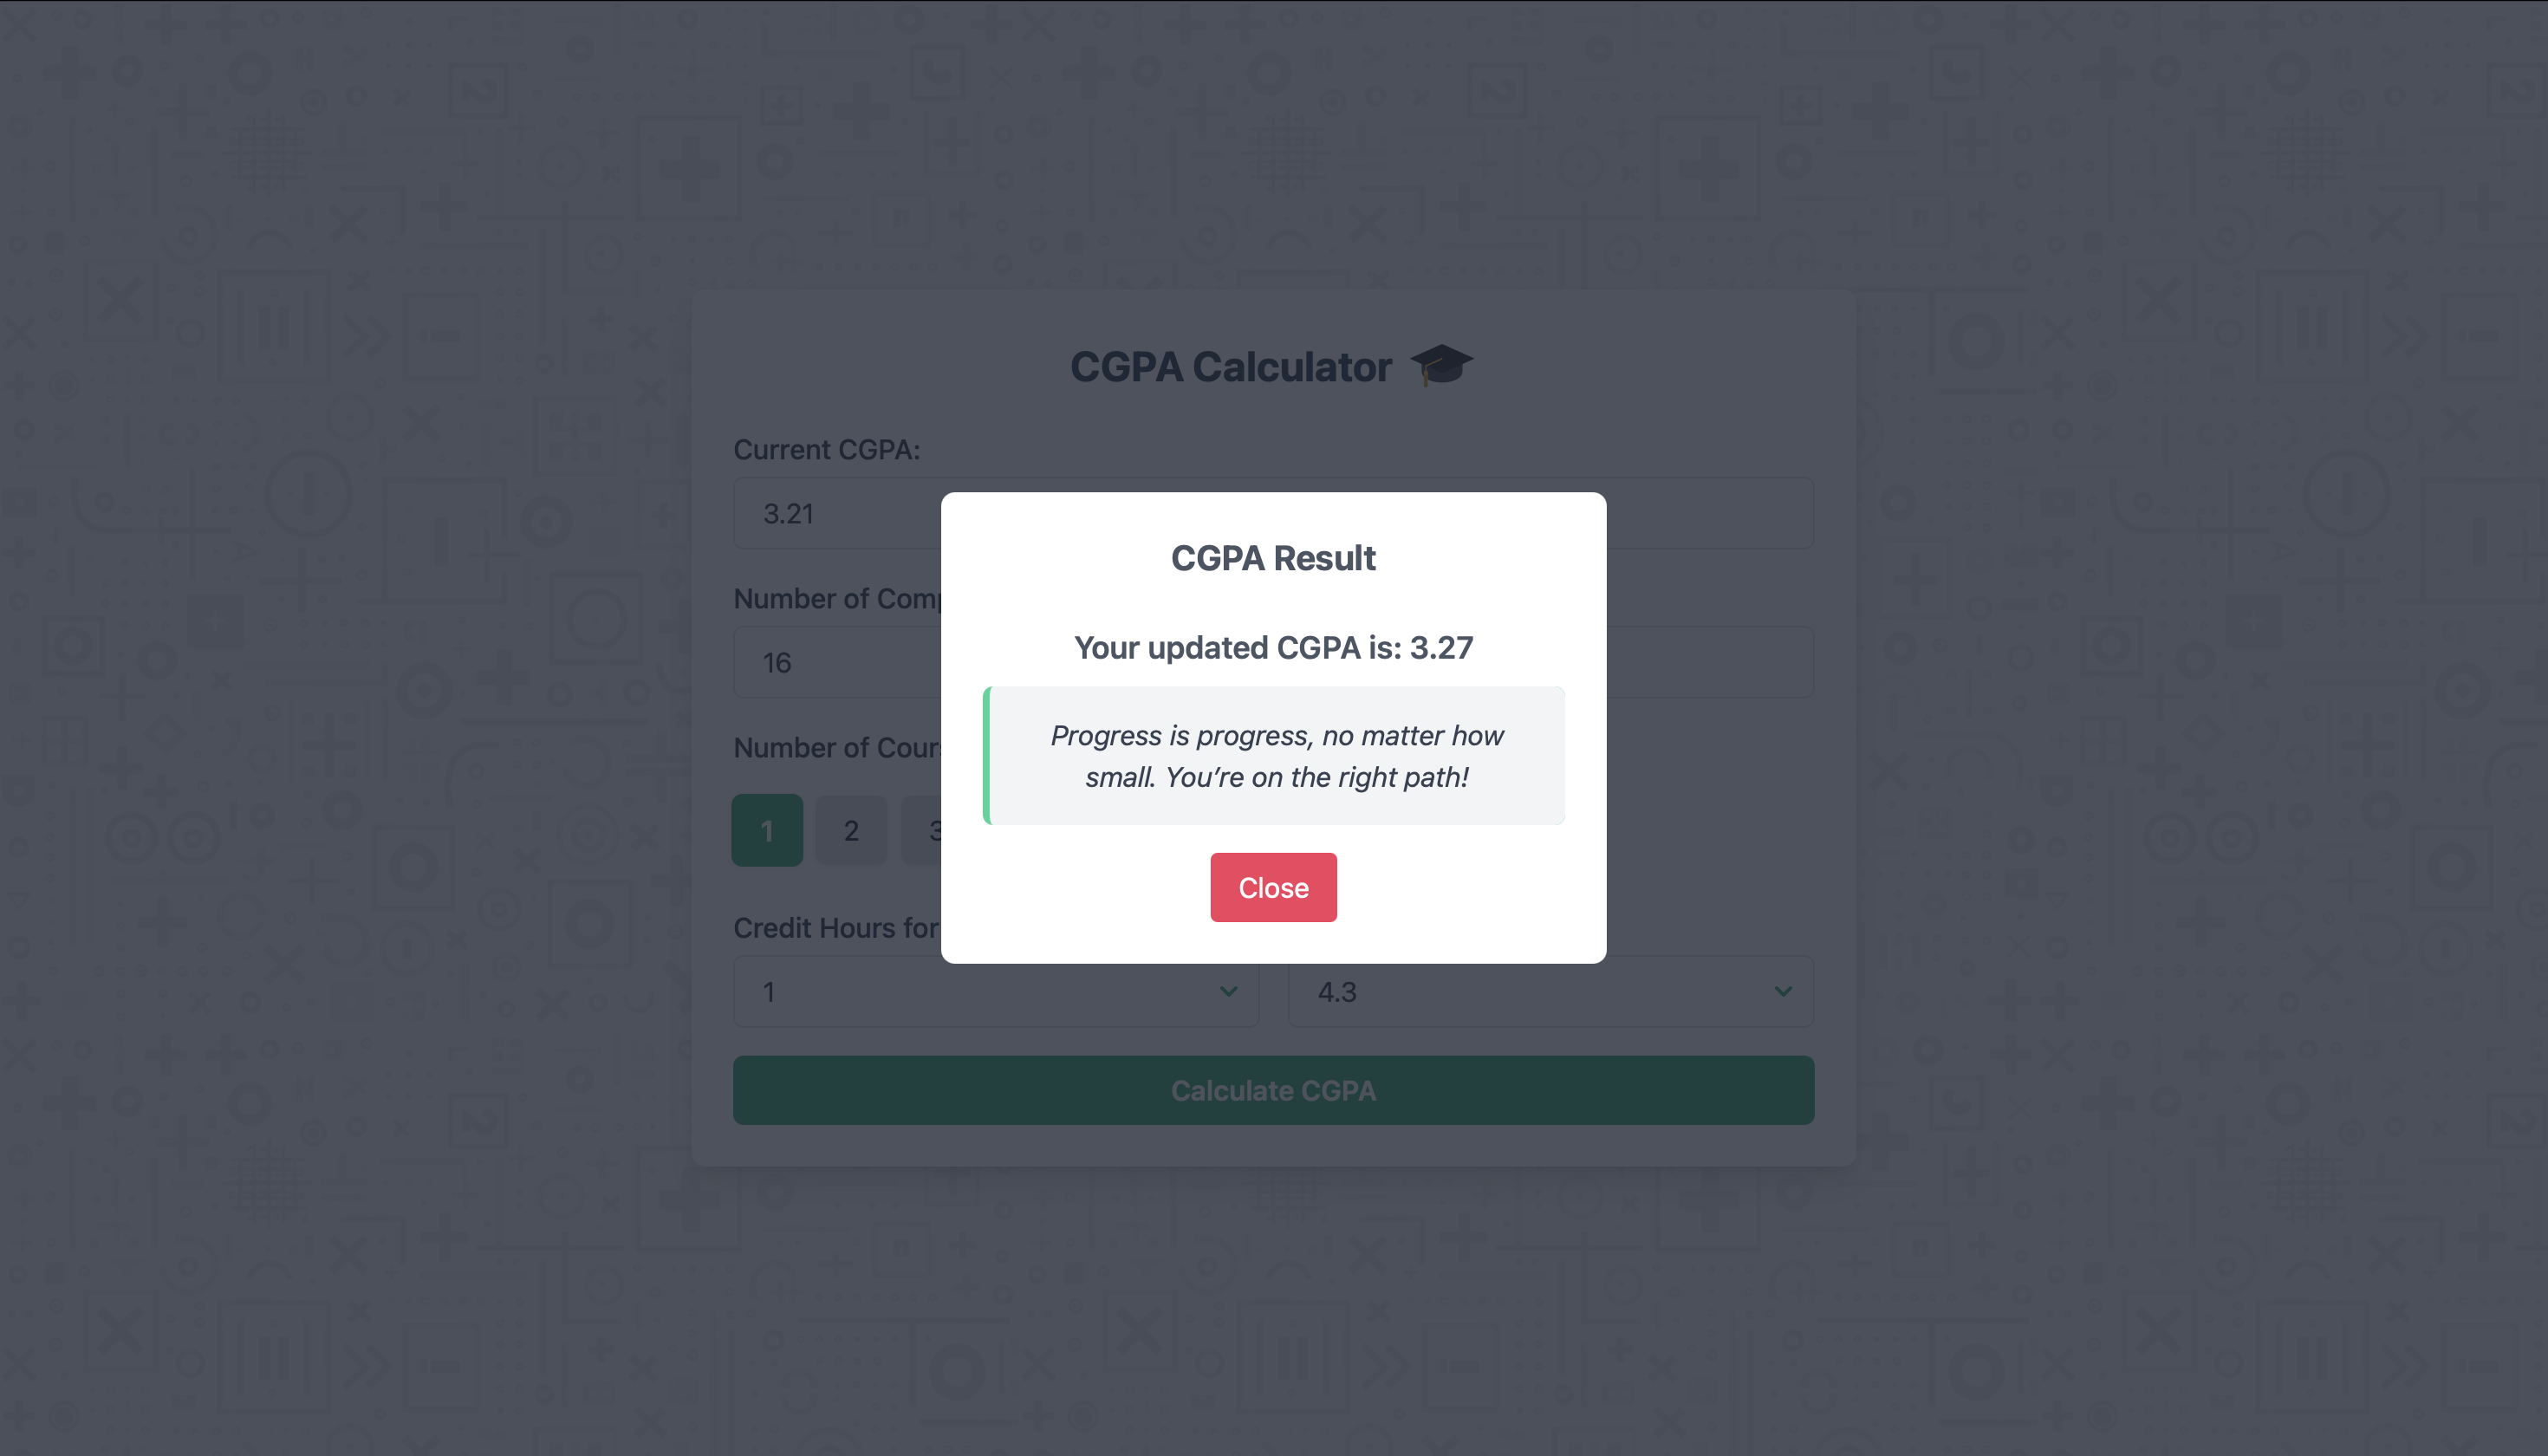 CGPA Calculator
Current CGPA:
3.21
Number of Com
16
Number of Cour
1 2 3
Credit Hours for
1 4.3
Calculate CGPA
CGPA Result
Your updated CGPA is: 3.27
Progress is progress, no matter how
small. You’re on the right path!
Close